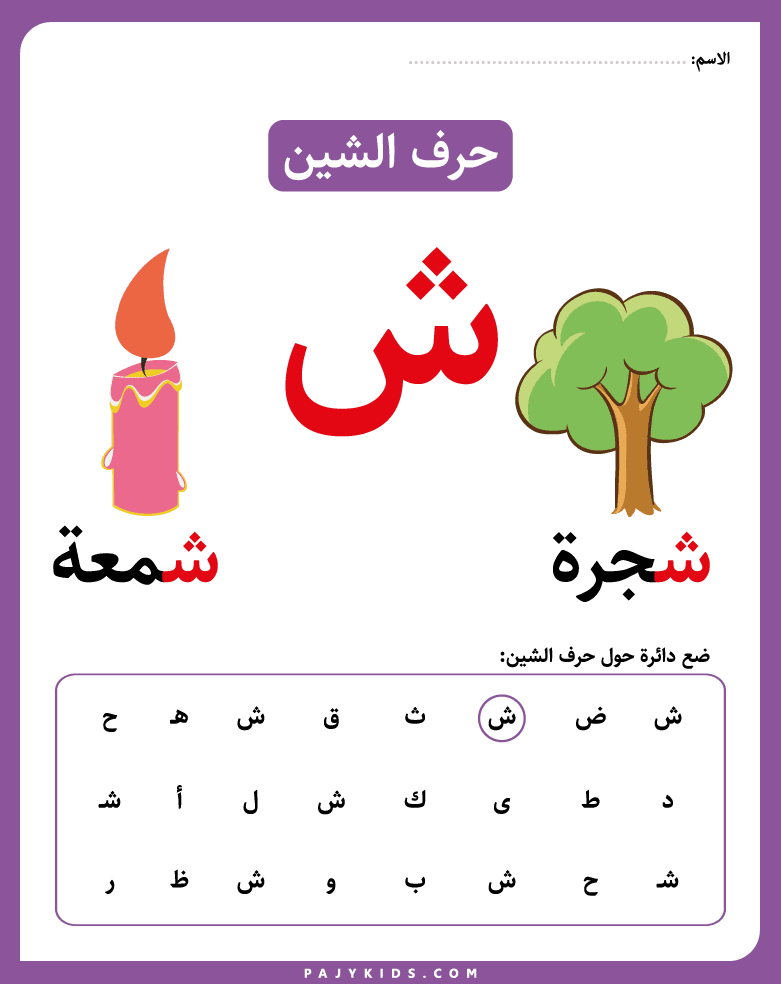 الاسم: ................................................
حرف الشين
ش
شجرة
شمعة
ضع دائرة حول حرف الشين:
ش ض ش ث ق ش هـ ح
د ط ى ك ش ل أ شـ
شـ ح ش ب و ش ظ ر
PAJYKIDS.COM